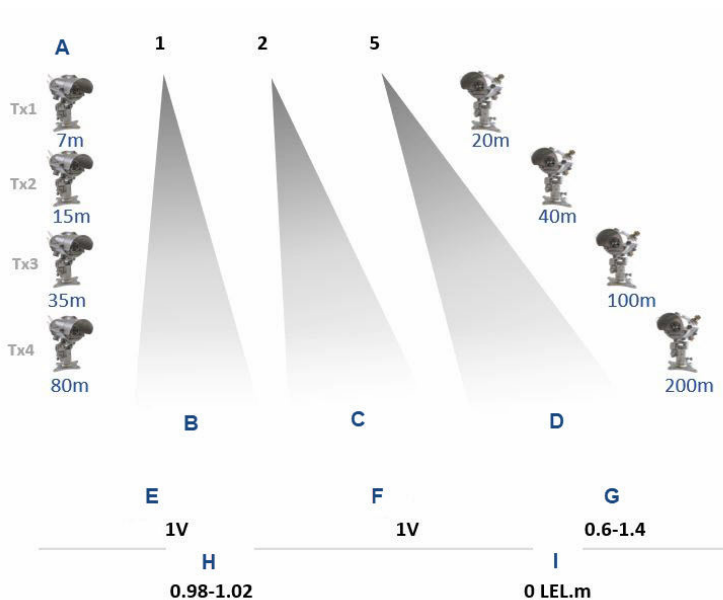 A 1 2 5
Tx1
7m 20m
Tx2
15m 40m
Tx3
35m 100m
Tx4
80m 200m
B C D
E F G
1V 1V 0.6-1.4
H I
0.98-1.02 0 LEL.m